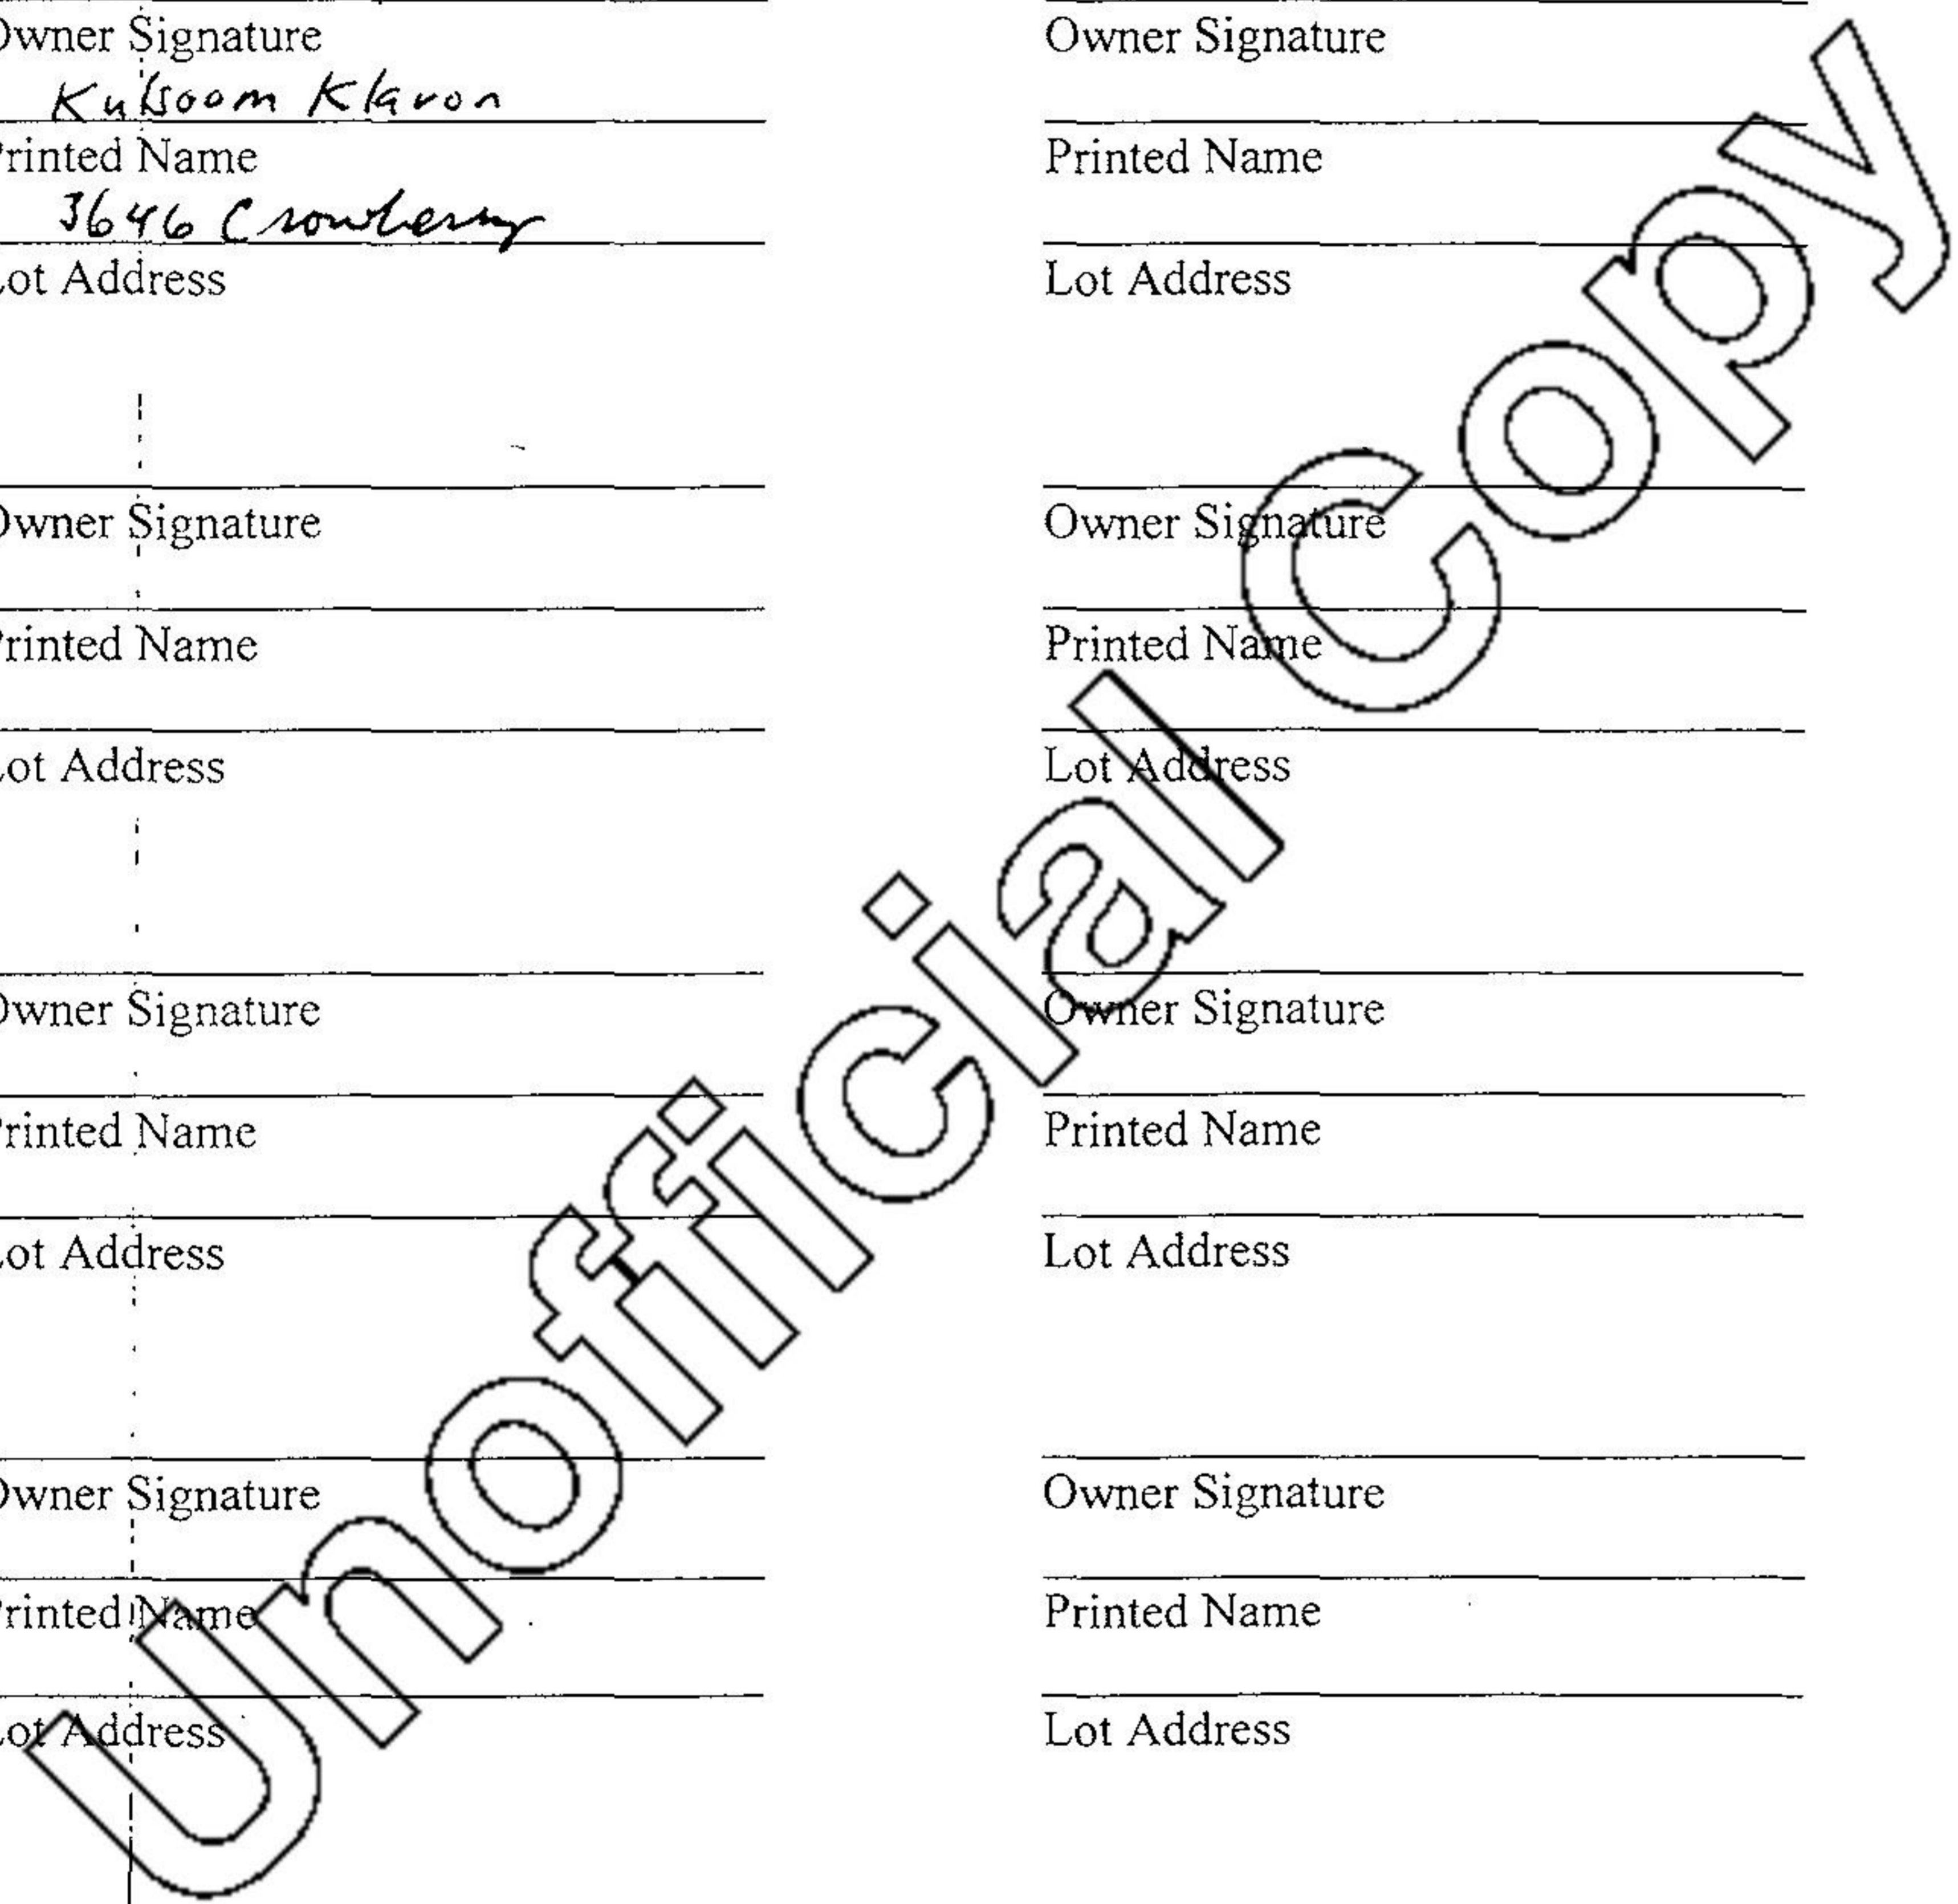 Owner Signature Owner Signature
Kulsoom Klavon
Printed Name Printed Name
3646 Crowberry
Lot Address Lot Address
Owner Signature Owner Signature
Printed Name Printed Name
Lot Address Lot Address
Owner Signature Owner Signature
Printed Name Printed Name
Lot Address Lot Address
Owner Signature Owner Signature
Printed Name Printed Name
Lot Address Lot Address
Unofficial Copy